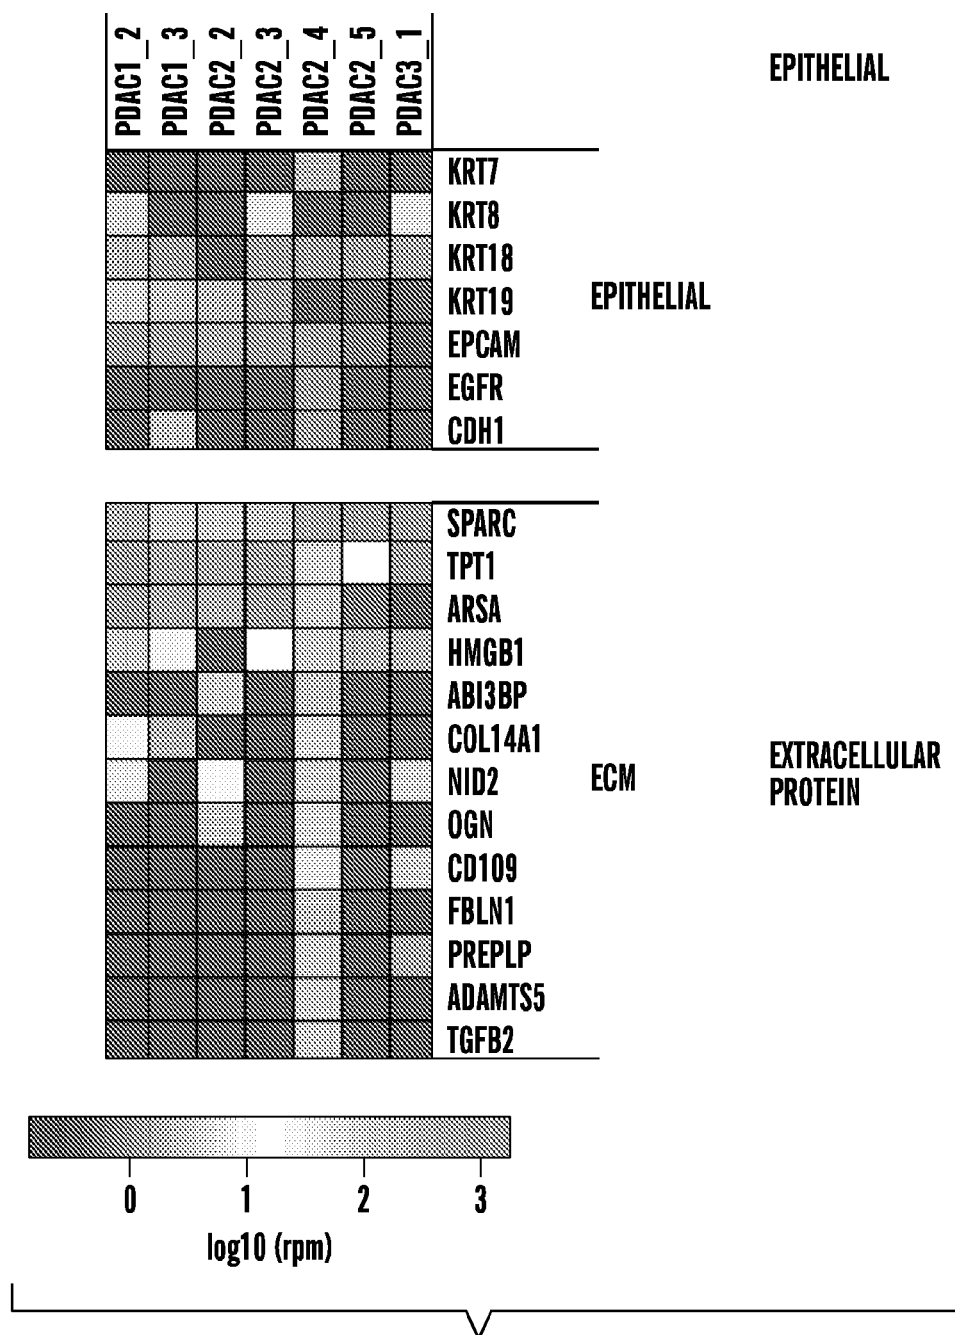 PDAC1_2
PDAC1_3
PDAC2_2
PDAC2_3
PDAC2_4
PDAC2_5
PDAC3_1
EPITHELIAL
KRT7
KRT8
KRT18
KRT19
EPITHELIAL
EPCAM
EGFR
CDH1
SPARC
TPT1
ARSA
HMGB1
ABI3BP
COL14A1
NID2
ECM
EXTRACELLULAR
PROTEIN
OGN
CD109
FBLN1
PREPLP
ADAMTS5
TGFB2
0 1 2 3
log10 (rpm)